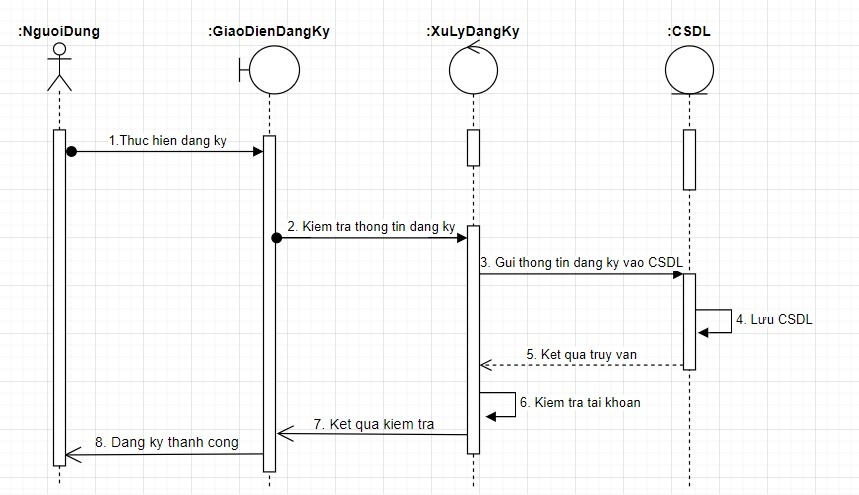 :NguoiDung
:GiaoDienDangKy
:XuLyDangKy
:CSDL
1.Thuc hien dang ky
2. Kiem tra thong tin dang ky
3. Gui thong tin dang ky vao CSDL
4. Lưu CSDL
5. Ket qua truy van
6. Kiem tra tai khoan
7. Ket qua kiem tra
8. Dang ky thanh cong